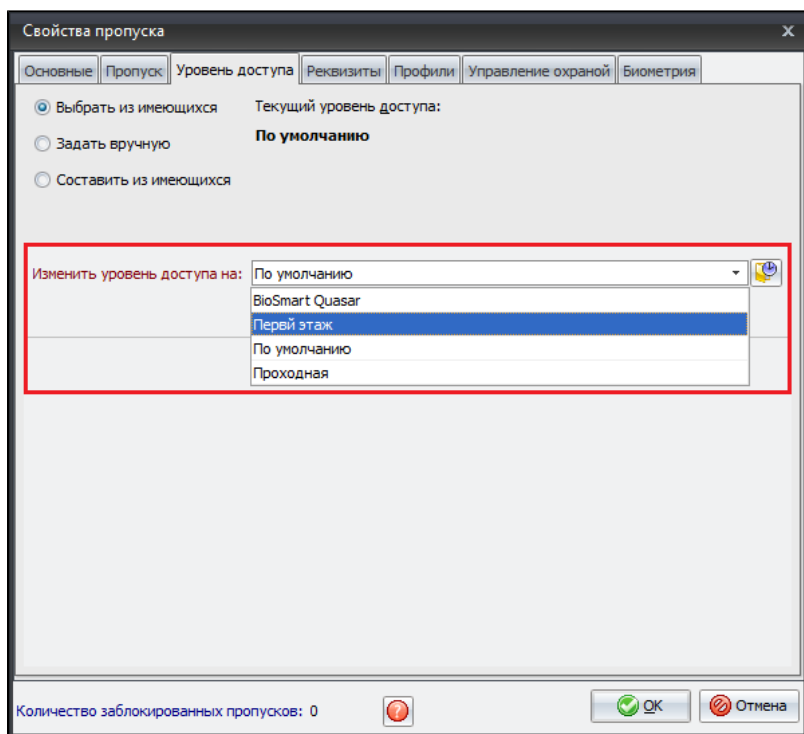 Свойства пропуска x
Основные Пропуск Уровень доступа Реквизиты Профили Управление охраной Биометрия
Выбрать из имеющихся Текущий уровень доступа:
Задать вручную По умолчанию
Составить из имеющихся
Изменить уровень доступа на: По умолчанию
BioSmart Quasar
Первй этаж
По умолчанию
Проходная
Количество заблокированных пропусков: 0 ? OK Отмена